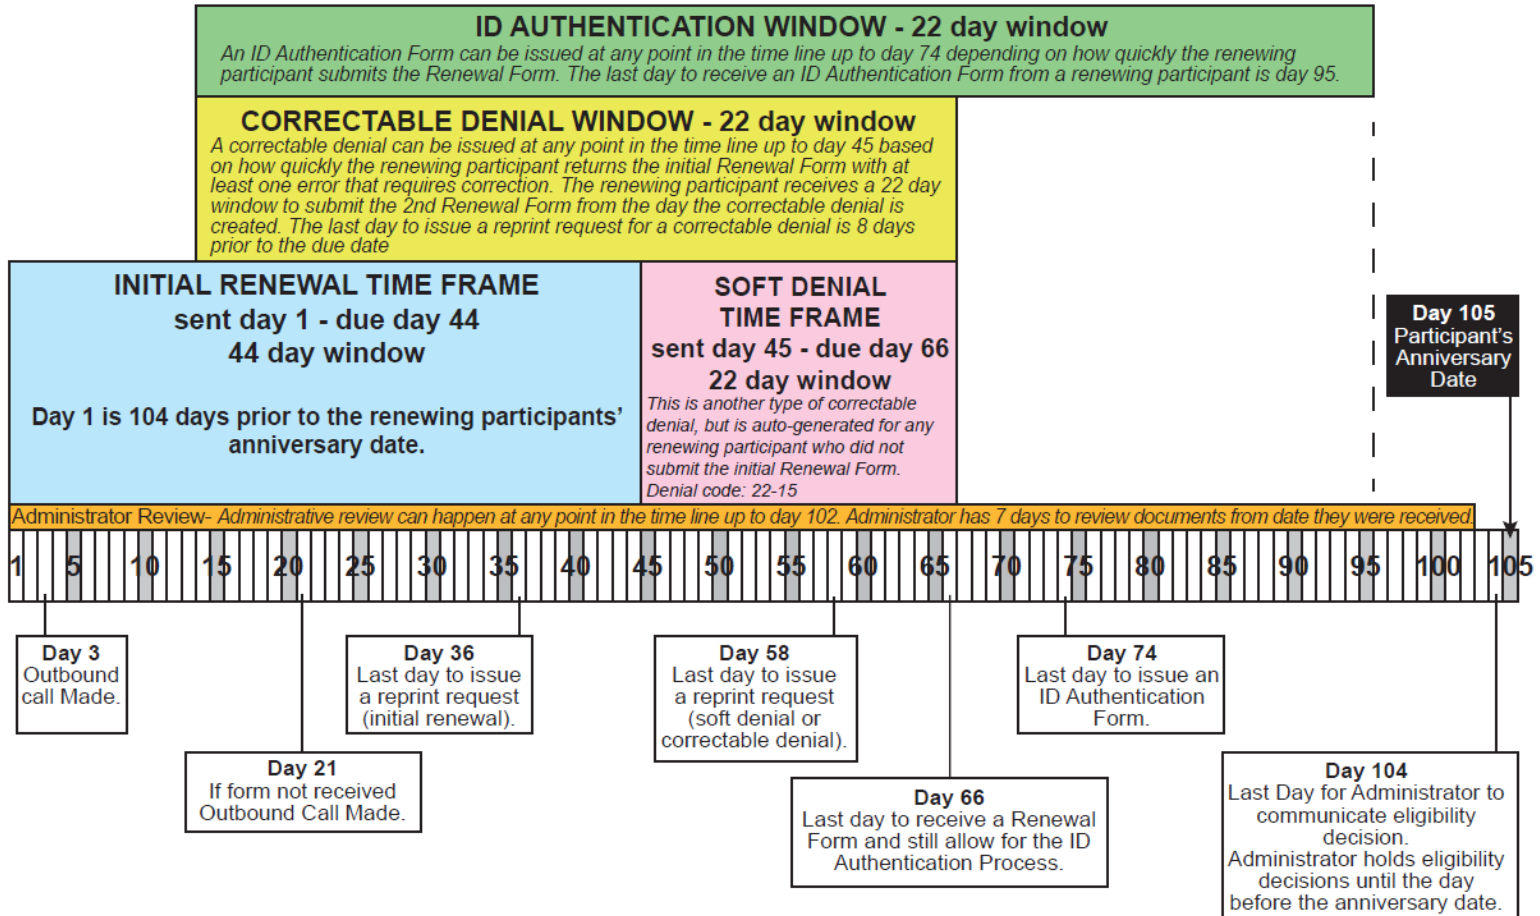 ID AUTHENTICATION WINDOW - 22 day window
An ID Authentication Form can be issued at any point in the time line up to day 74 depending on how quickly the renewing
participant submits the Renewal Form. The last day to receive an ID Authentication Form from a renewing participant is day 95.
CORRECTABLE DENIAL WINDOW - 22 day window
A correctable denial can be issued at any point in the time line up to day 45 based
on how quickly the renewing participant returns the initial Renewal Form with at
least one error that requires correction. The renewing participant receives a 22 day
window to submit the 2nd Renewal Form from the day the correctable denial is
created. The last day to issue a reprint request for a correctable denial is 8 days
prior to the due date
INITIAL RENEWAL TIME FRAME
sent day 1 - due day 44
44 day window
Day 1 is 104 days prior to the renewing participants’
anniversary date.
SOFT DENIAL
TIME FRAME
sent day 45 - due day 66
22 day window
This is another type of correctable
denial, but is auto-generated for any
renewing participant who did not
submit the initial Renewal Form.
Denial code: 22-15
Day 105
Participant’s
Anniversary
Date
Administrator Review- Administrative review can happen at any point in the time line up to day 102. Administrator has 7 days to review documents from date they were received.
1 5 10 15 20 25 30 35 40 45 50 55 60 65 70 75 80 85 90 95 100 105
Day 3
Outbound
call Made.
Day 21
If form not received
Outbound Call Made.
Day 36
Last day to issue
a reprint request
(initial renewal).
Day 58
Last day to issue
a reprint request
(soft denial or
correctable denial).
Day 66
Last day to receive a Renewal
Form and still allow for the ID
Authentication Process.
Day 74
Last day to issue an
ID Authentication
Form.
Day 104
Last Day for Administrator to
communicate eligibility
decision.
Administrator holds eligibility
decisions until the day
before the anniversary date.